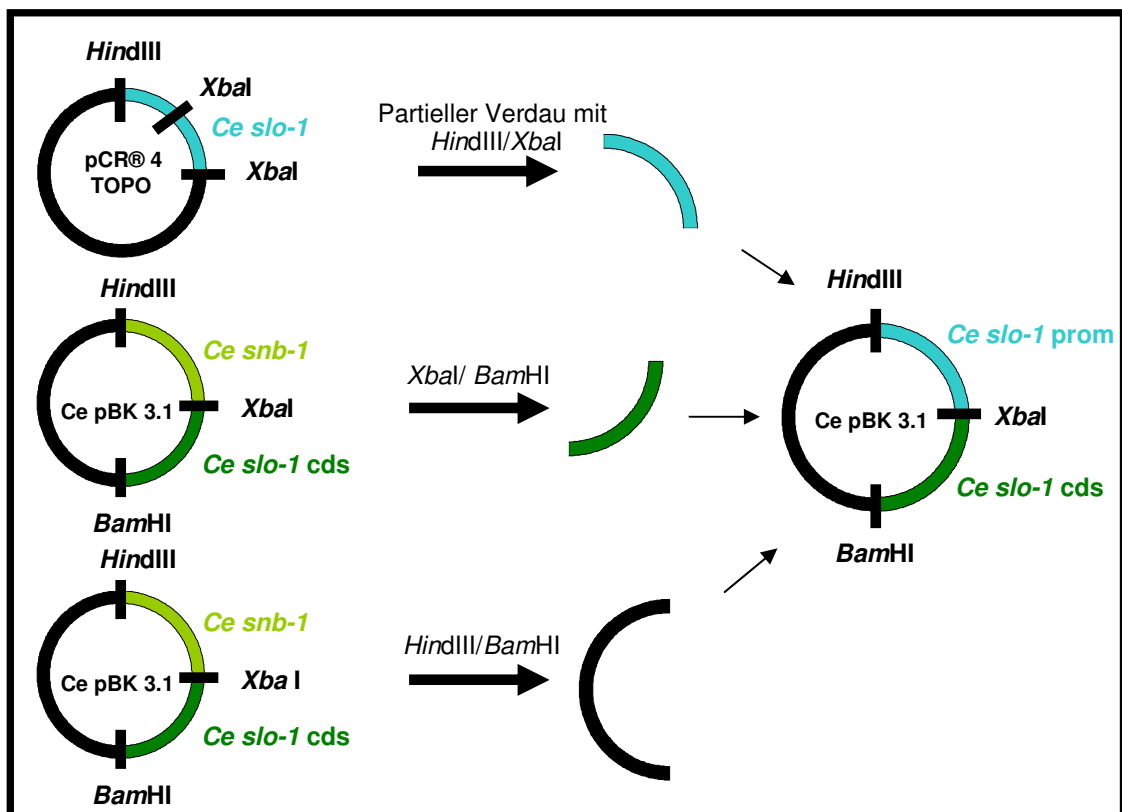 HindIII
XbaI
Ce slo-1
pCR® 4
TOPO
XbaI
Partieller Verdau mit
HindIII/XbaI
HindIII
Ce snb-1
Ce pBK 3.1
XbaI
Ce slo-1 cds
BamHI
XbaI/ BamHI
HindIII
Ce slo-1 prom
Ce pBK 3.1
XbaI
Ce slo-1 cds
BamHI
HindIII
Ce snb-1
Ce pBK 3.1
Xba I
Ce slo-1 cds
BamHI
HindIII/BamHI